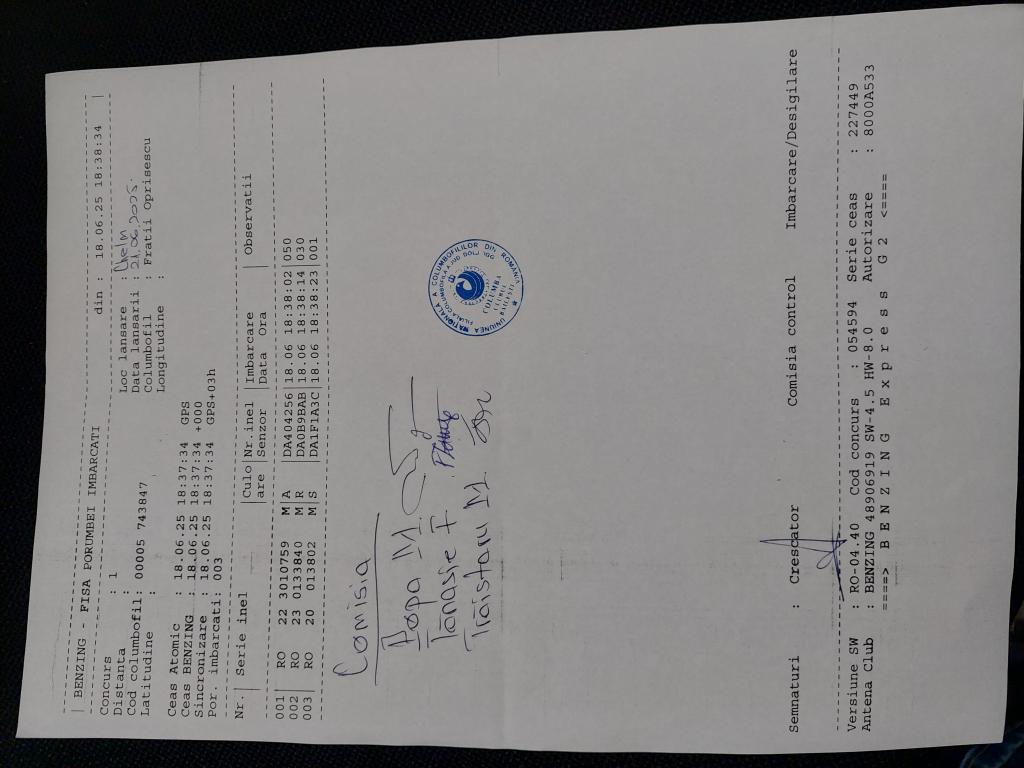 | BENZING - FISA PORUMBEI IMBARCATI din : 18.06.25 18:38:34 |
Concurs : 1 Loc lansare : Chelm
Distanta : Data lansarii : 21.06.2025.
Cod columbofil: 00005 743847 Columbofil : Fratii Oprisescu
Latitudine : Longitudine :
Ceas Atomic : 18.06.25 18:37:34 GPS
Ceas BENZING : 18.06.25 18:37:34 +000
Sincronizare : 18.06.25 18:37:34 GPS+03h
Por. imbarcati: 003
Nr.| Serie inel |Culo|Nr.inel |Imbarcare | Observatii
|are |Senzor |Data Ora |
001| RO 22 3010759 M|A |DA404256|18.06 18:38:02|050
002| RO 23 0133840 M|R |DA0B9BAB|18.06 18:38:14|030
003| RO 20 013802 M|S |DA1F1A3C|18.06 18:38:23|001
Comisia
Popa M
Tanasie F
Traistaru M
UNIUNEA NATIONALA A COLUMBOFILILOR DIN ROMANIA
COLUMBA
Semnaturi : Crescator Comisia control Imbarcare/Desigilare
Versiune SW : RO-04.40 Cod concurs : 054594 Serie ceas : 227449
Antena Club : BENZING 48906919 SW-4.5 HW-8.0 Autorizare : 8000A533
====> B E N Z I N G E x p r e s s G 2 <====